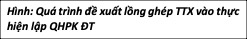 Hình: Quá trình đề xuất lồng ghép TTX vào thực
hiện lập QHPK ĐT